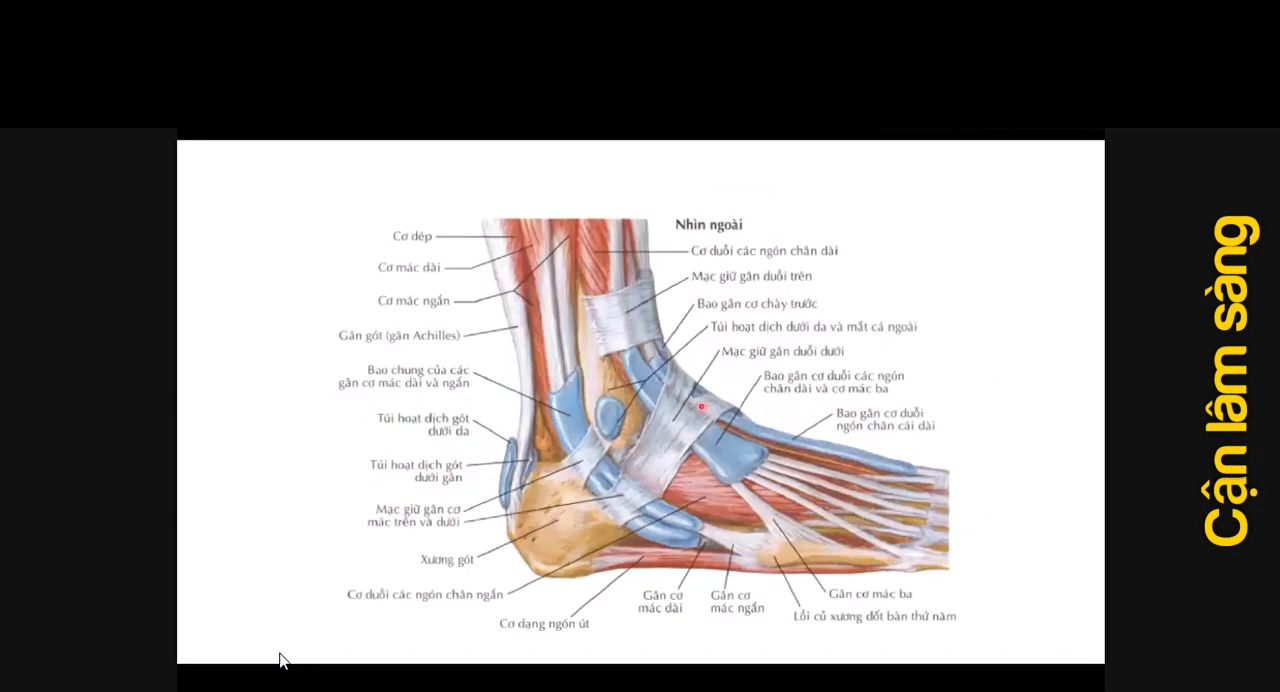 Nhìn ngoài
Cơ dép
Cơ mác dài
Cơ mác ngắn
Gân gót (gân Achilles)
Bao chung của các
gân cơ mác dài và ngắn
Túi hoạt dịch gót
dưới da
Túi hoạt dịch gót
dưới gân
Mạc giữ gân cơ
mác trên và dưới
Xương gót
Cơ duỗi các ngón chân ngắn
Cơ dạng ngón út
Cơ duỗi các ngón chân dài
Mạc giữ gân duỗi trên
Bao gân cơ chày trước
Túi hoạt dịch dưới da và mắt cá ngoài
Mạc giữ gân duỗi dưới
Bao gân cơ duỗi các ngón
chân dài và cơ mác ba
Bao gân cơ duỗi
ngón chân cái dài
Gân cơ
mác dài
Gân cơ
mác ngắn
Gân cơ mác ba
Lồi củ xương đốt bàn thứ năm
Cận lâm sàng